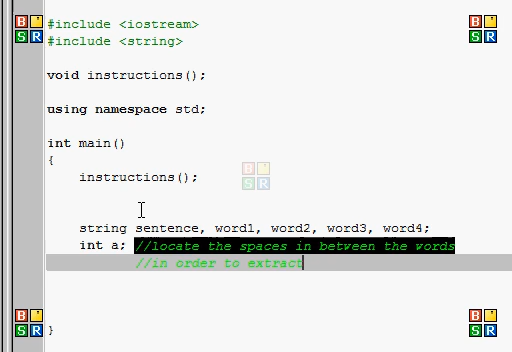 #include <iostream>
#include <string>
void instructions();
using namespace std;
int main()
{
instructions();
string sentence, word1, word2, word3, word4;
int a; //locate the spaces in between the words
//in order to extract
}
B S R
B S R
B S R
B S R
B S R